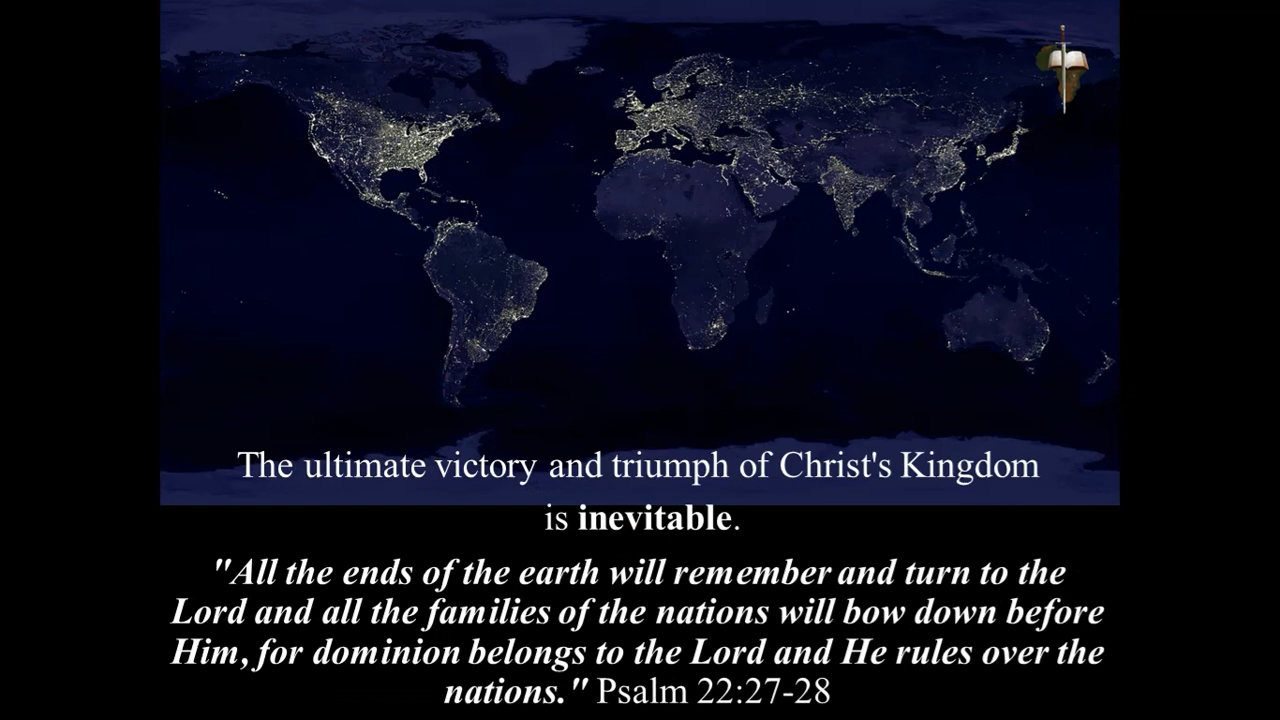 The ultimate victory and triumph of Christ's Kingdom
is inevitable.
"All the ends of the earth will remember and turn to the
Lord and all the families of the nations will bow down before
Him, for dominion belongs to the Lord and He rules over the
nations." Psalm 22:27-28